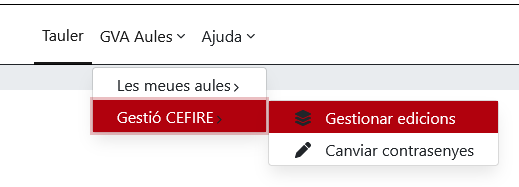 Tauler GVA Aules Ajuda
Les meues aules
Gestió CEFIRE
Gestionar edicions
Canviar contrasenyes